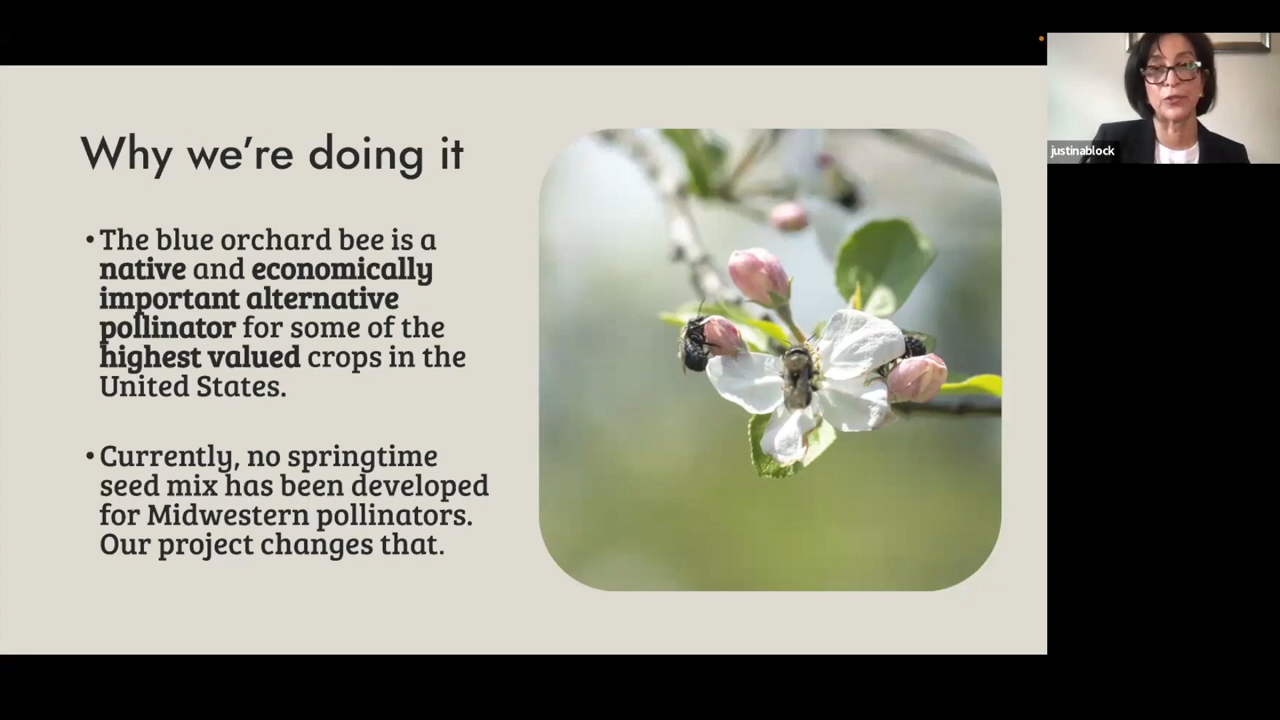 Why we're doing it
• The blue orchard bee is a
native and economically
important alternative
pollinator for some of the
highest valued crops in the
United States.
• Currently, no springtime
seed mix has been developed
for Midwestern pollinators.
Our project changes that.
justinablock